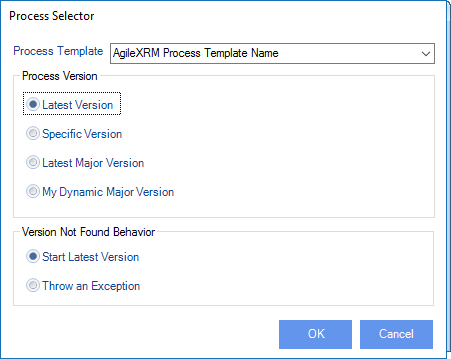 Process Selector
Process Template AgileXRM Process Template Name
Process Version
Latest Version
Specific Version
Latest Major Version
My Dynamic Major Version
Version Not Found Behavior
Start Latest Version
Throw an Exception
OK Cancel